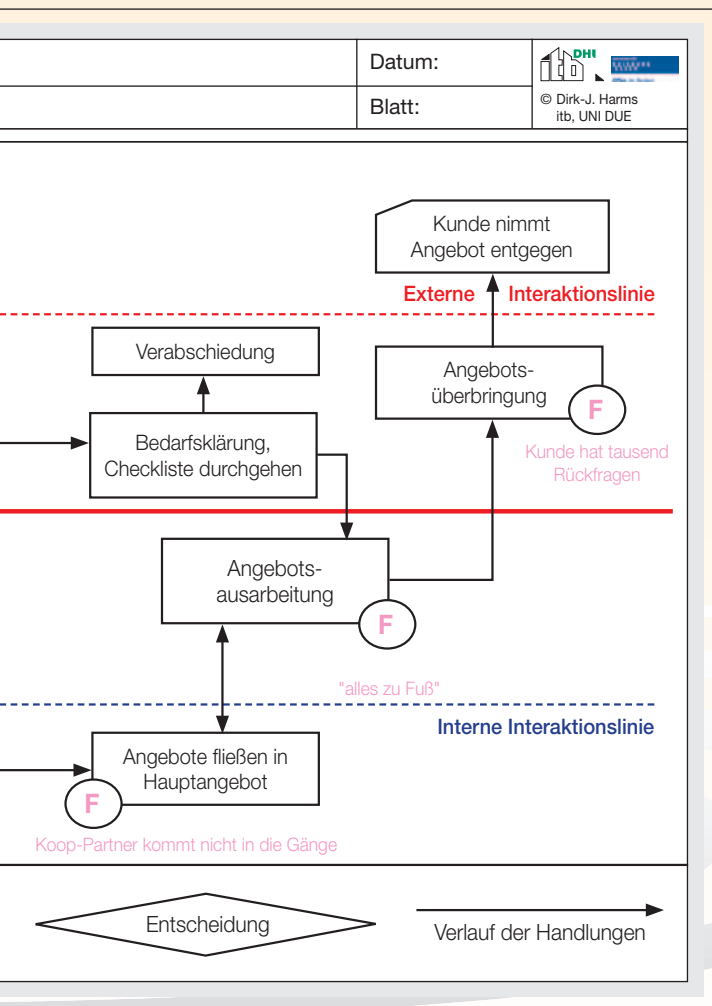 Datum:
DHI
itb
Blatt:
© Dirk-J. Harms
itb, UNI DUE
Kunde nimmt
Angebot entgegen
Externe Interaktionslinie
Verabschiedung
Angebots-
überbringung
F
Kunde hat tausend
Rückfragen
Bedarfsklärung,
Checkliste durchgehen
Angebots-
ausarbeitung
F
"alles zu Fuß"
Interne Interaktionslinie
Angebote fließen in
Hauptangebot
F
Koop-Partner kommt nicht in die Gänge
Entscheidung
Verlauf der Handlungen